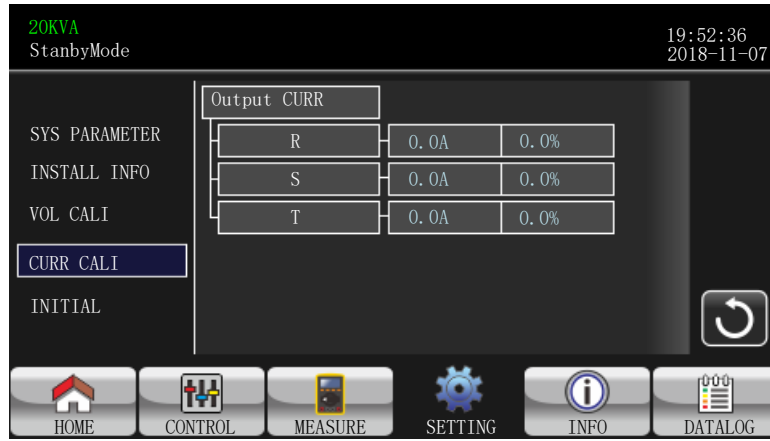 20KVA
StanbyMode
19:52:36
2018-11-07
SYS PARAMETER
INSTALL INFO
VOL CALI
CURR CALI
INITIAL
Output CURR
R 0.0A 0.0%
S 0.0A 0.0%
T 0.0A 0.0%
HOME CONTROL MEASURE SETTING INFO DATALOG